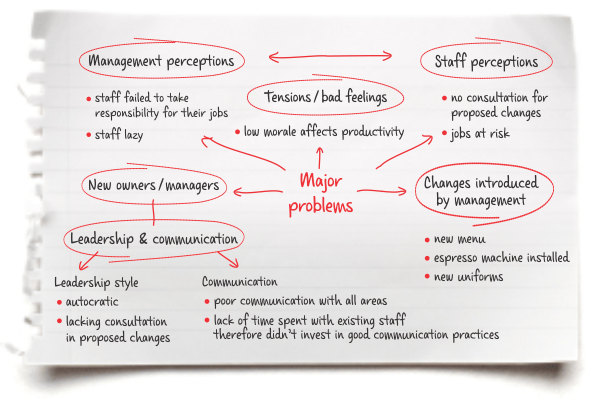 Management perceptions
Staff perceptions
• staff failed to take
responsibility for their jobs
• staff lazy
Tensions/bad feelings
• low morale affects productivity
• no consultation for
proposed changes
• jobs at risk
New owners/managers
Major
problems
Changes introduced
by management
• new menu
• espresso machine installed
• new uniforms
Leadership & communication
Leadership style
• autocratic
• lacking consultation
in proposed changes
Communication
• poor communication with all areas
• lack of time spent with existing staff
therefore didn't invest in good communication practices